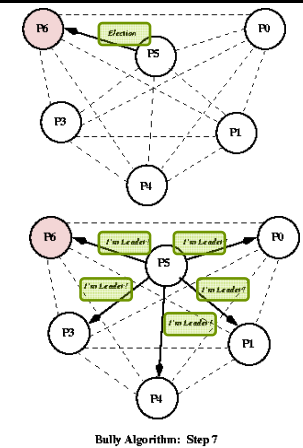 P6
P0
Election
P5
P3
P1
P4
P6
I'm Leader!
I'm Leader
P0
P5
I'm Leader!
I'm Leader?
P3
I'm Leader!
P1
P4
Bully Algorithm: Step 7